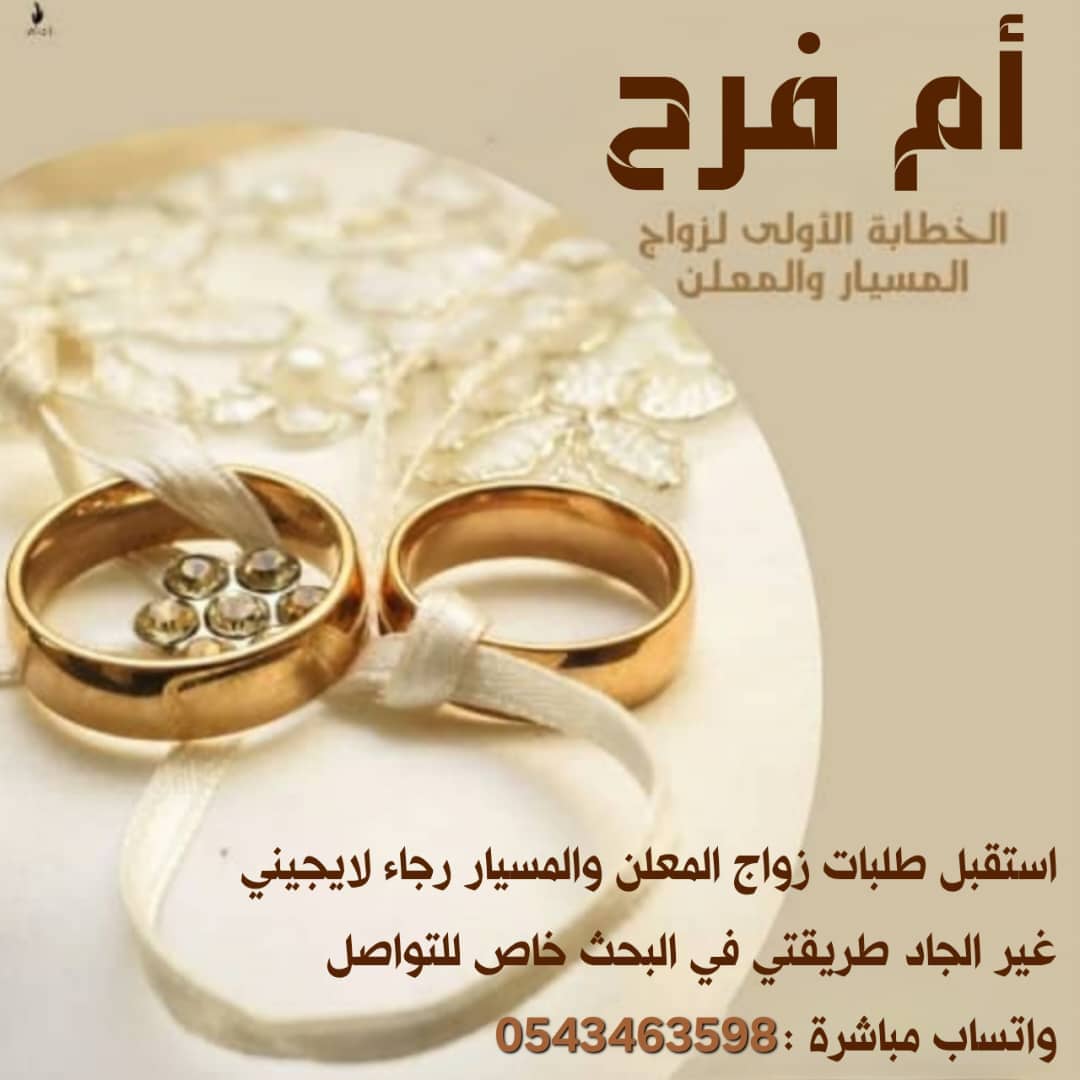 أم فرح
الخطابة الأولى لزواج
المسيار والمعلن
استقبل طلبات زواج المعلن والمسيار رجاء لايجيني
غير الجاد طريقتي في البحث خاص للتواصل
واتساب مباشرة :0543463598